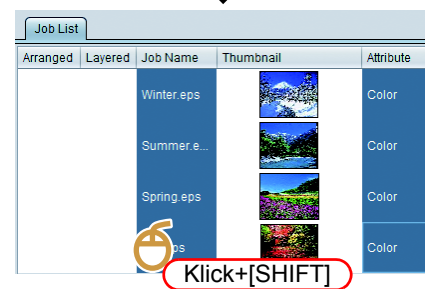 Job List
Arranged Layered Job Name Thumbnail Attribute
Winter.eps Color
Summer.e... Color
Spring.eps Color
ps Color
Klick+[SHIFT]